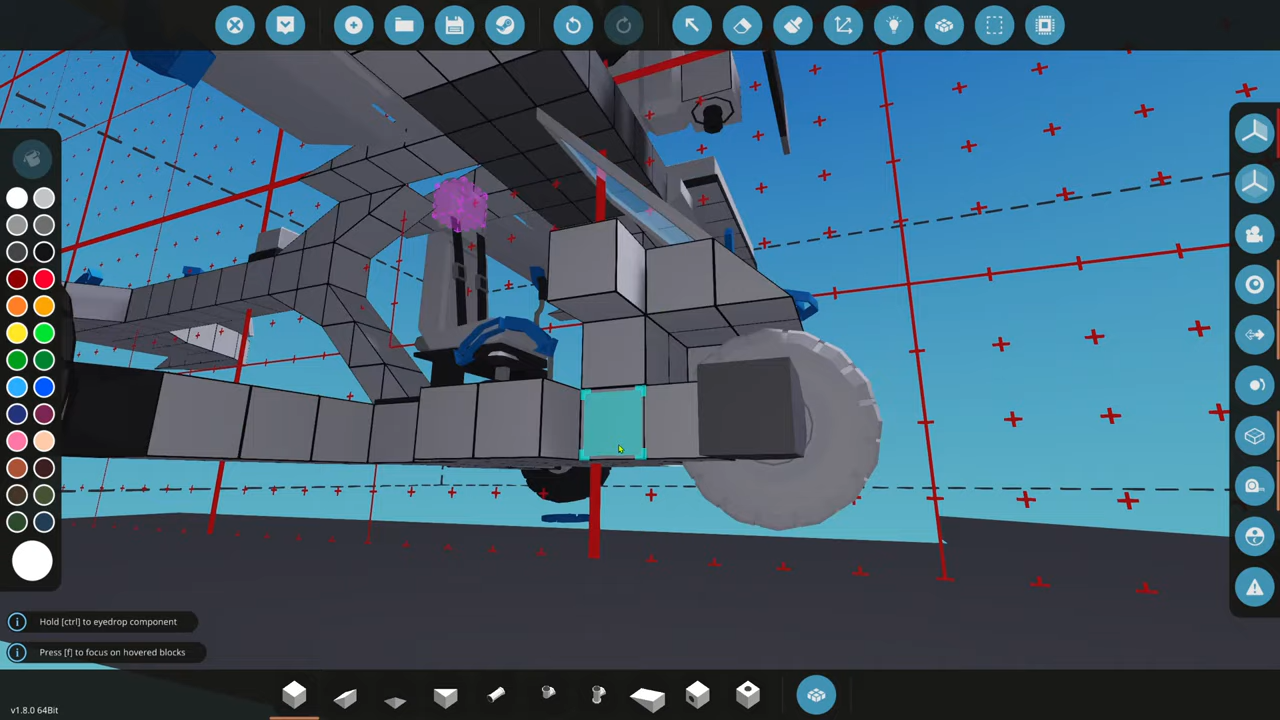 Hold [ctrl] to eyedrop component
Press [f] to focus on hovered blocks
v1.8.0 64Bit